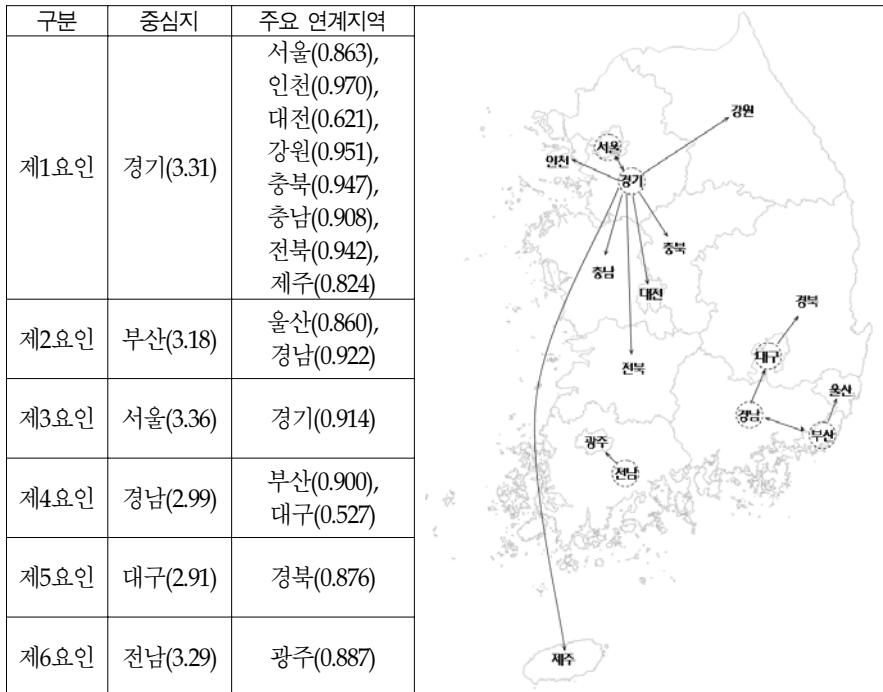 구분 중심지 주요 연계지역
제1요인 경기(3.31) 서울(0.863),
인천(0.970),
대전(0.621),
강원(0.951),
충북(0.947),
충남(0.908),
전북(0.942),
제주(0.824)
제2요인 부산(3.18) 울산(0.860),
경남(0.922)
제3요인 서울(3.36) 경기(0.914)
제4요인 경남(2.99) 부산(0.900),
대구(0.527)
제5요인 대구(2.91) 경북(0.876)
제6요인 전남(3.29) 광주(0.887)
강원
서울
인천
경기
충북
충남
대전
경북
대구
전북
울산
경남
부산
광주
전남
제주